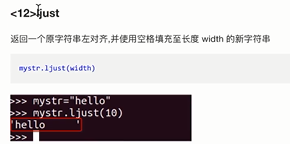 <12>ljust
返回一个原字符串左对齐,并使用空格填充至长度 width 的新字符串
mystr.ljust(width)
>>> mystr="hello"
>>> mystr.ljust(10)
'hello     '
>>>